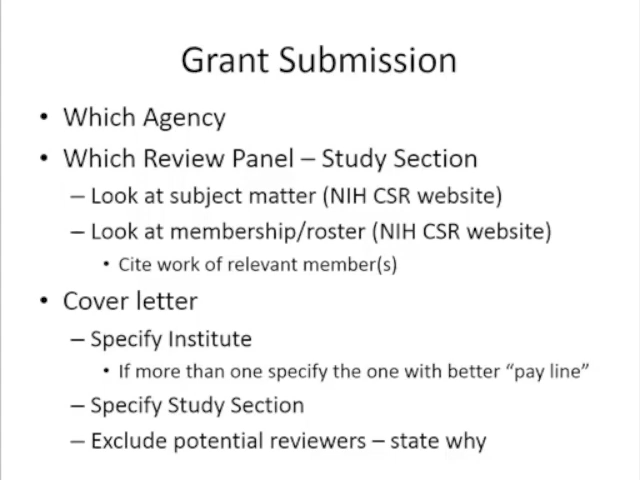 Grant Submission
• Which Agency
• Which Review Panel – Study Section
– Look at subject matter (NIH CSR website)
– Look at membership/roster (NIH CSR website)
• Cite work of relevant member(s)
• Cover letter
– Specify Institute
• If more than one specify the one with better “pay line”
– Specify Study Section
– Exclude potential reviewers – state why